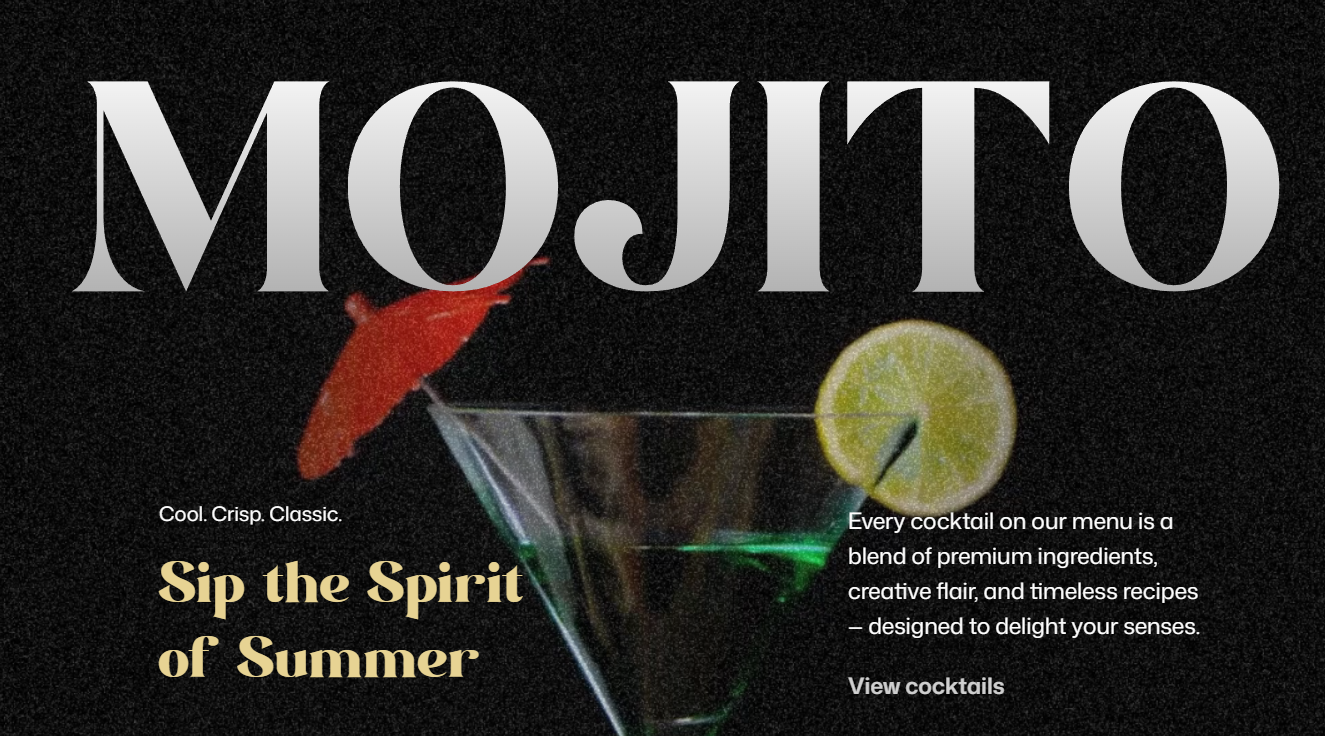 MOJITO
Cool. Crisp. Classic.
Sip the Spirit
of Summer
Every cocktail on our menu is a
blend of premium ingredients,
creative flair, and timeless recipes
— designed to delight your senses.
View cocktails